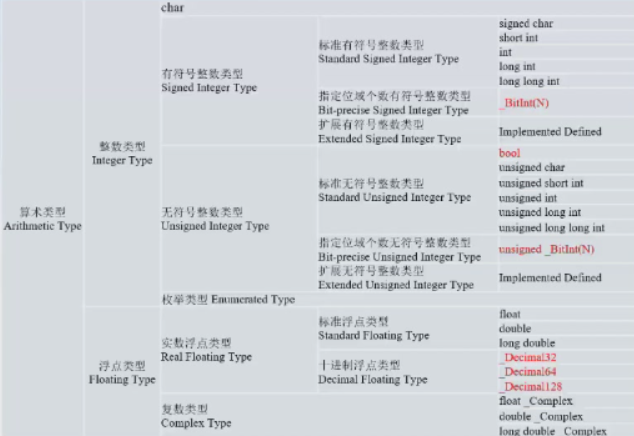 char
算术类型
Arithmetic Type
整数类型
Integer Type
有符号整数类型
Signed Integer Type
标准有符号整数类型
Standard Signed Integer Type
signed char
short int
int
long int
long long int
指定位域个数有符号整数类型
Bit-precise Signed Integer Type
_BitInt(N)
扩展有符号整数类型
Extended Signed Integer Type
Implemented Defined
无符号整数类型
Unsigned Integer Type
标准无符号整数类型
Standard Unsigned Integer Type
bool
unsigned char
unsigned short int
unsigned int
unsigned long int
unsigned long long int
指定位域个数无符号整数类型
Bit-precise Unsigned Integer Type
unsigned _BitInt(N)
扩展无符号整数类型
Extended Unsigned Integer Type
Implemented Defined
枚举类型 Enumerated Type
浮点类型
Floating Type
实数浮点类型
Real Floating Type
标准浮点类型
Standard Floating Type
float
double
long double
十进制浮点类型
Decimal Floating Type
_Decimal32
_Decimal64
_Decimal128
复数类型
Complex Type
float _Complex
double _Complex
long double _Complex